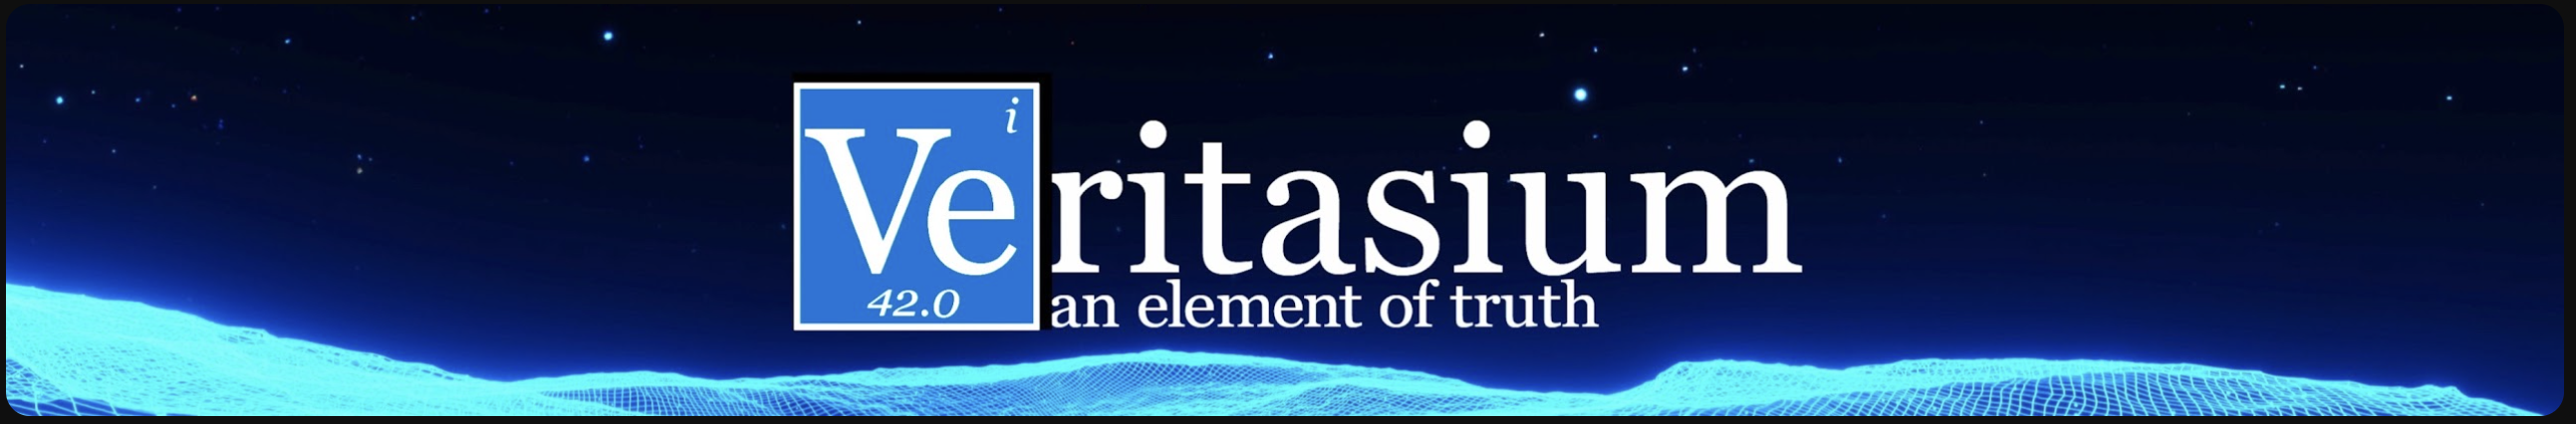 i
Veritasium
42.0
an element of truth